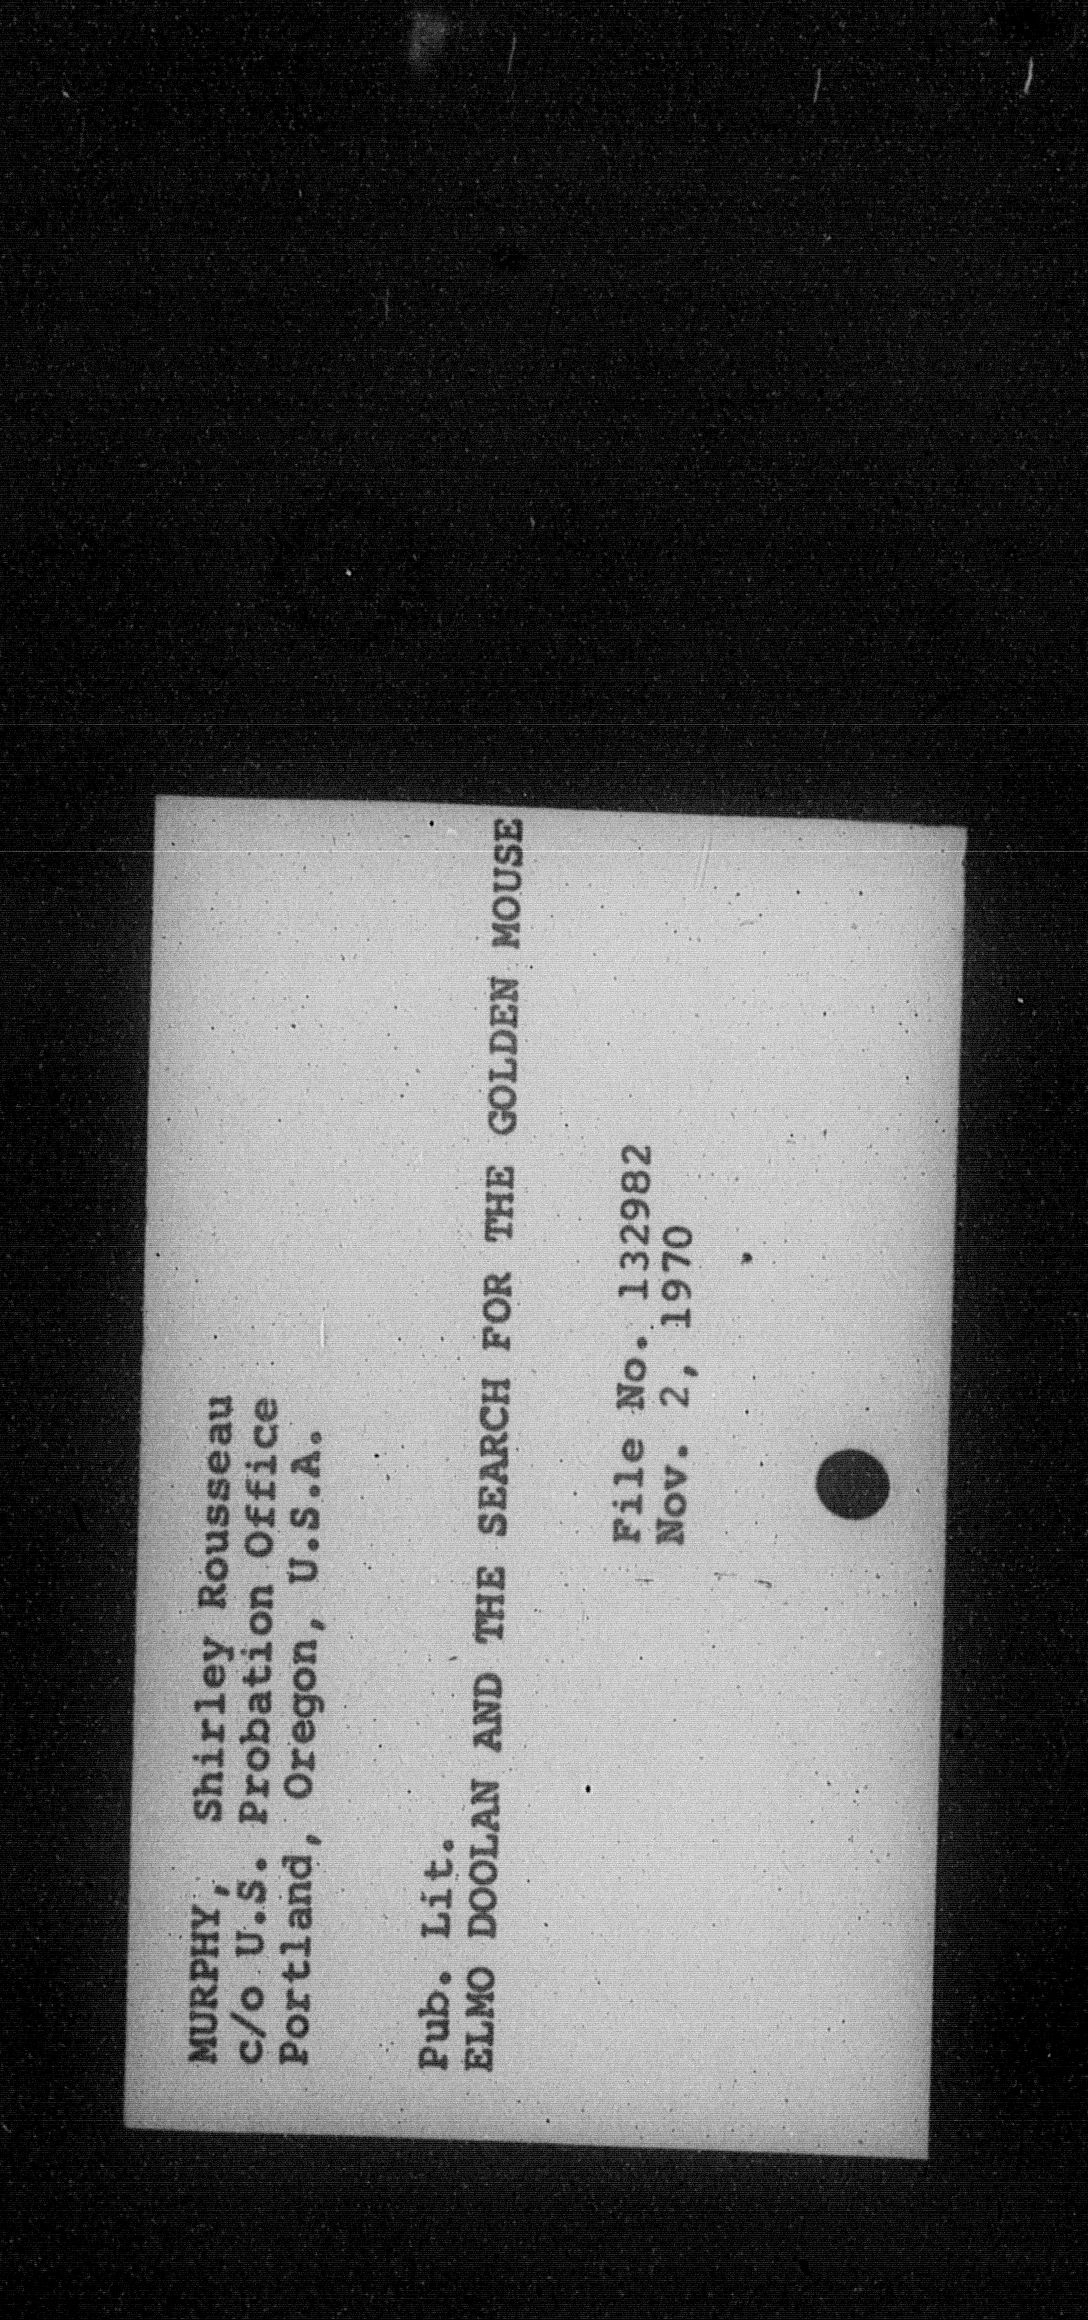 MURPHY, Shirley Rousseau
c/o U.S. Probation Office
Portland, Oregon, U.S.A.
Pub. Lit.
ELMO DOOLAN AND THE SEARCH FOR THE GOLDEN MOUSE
File No. 132982
Nov. 2, 1970